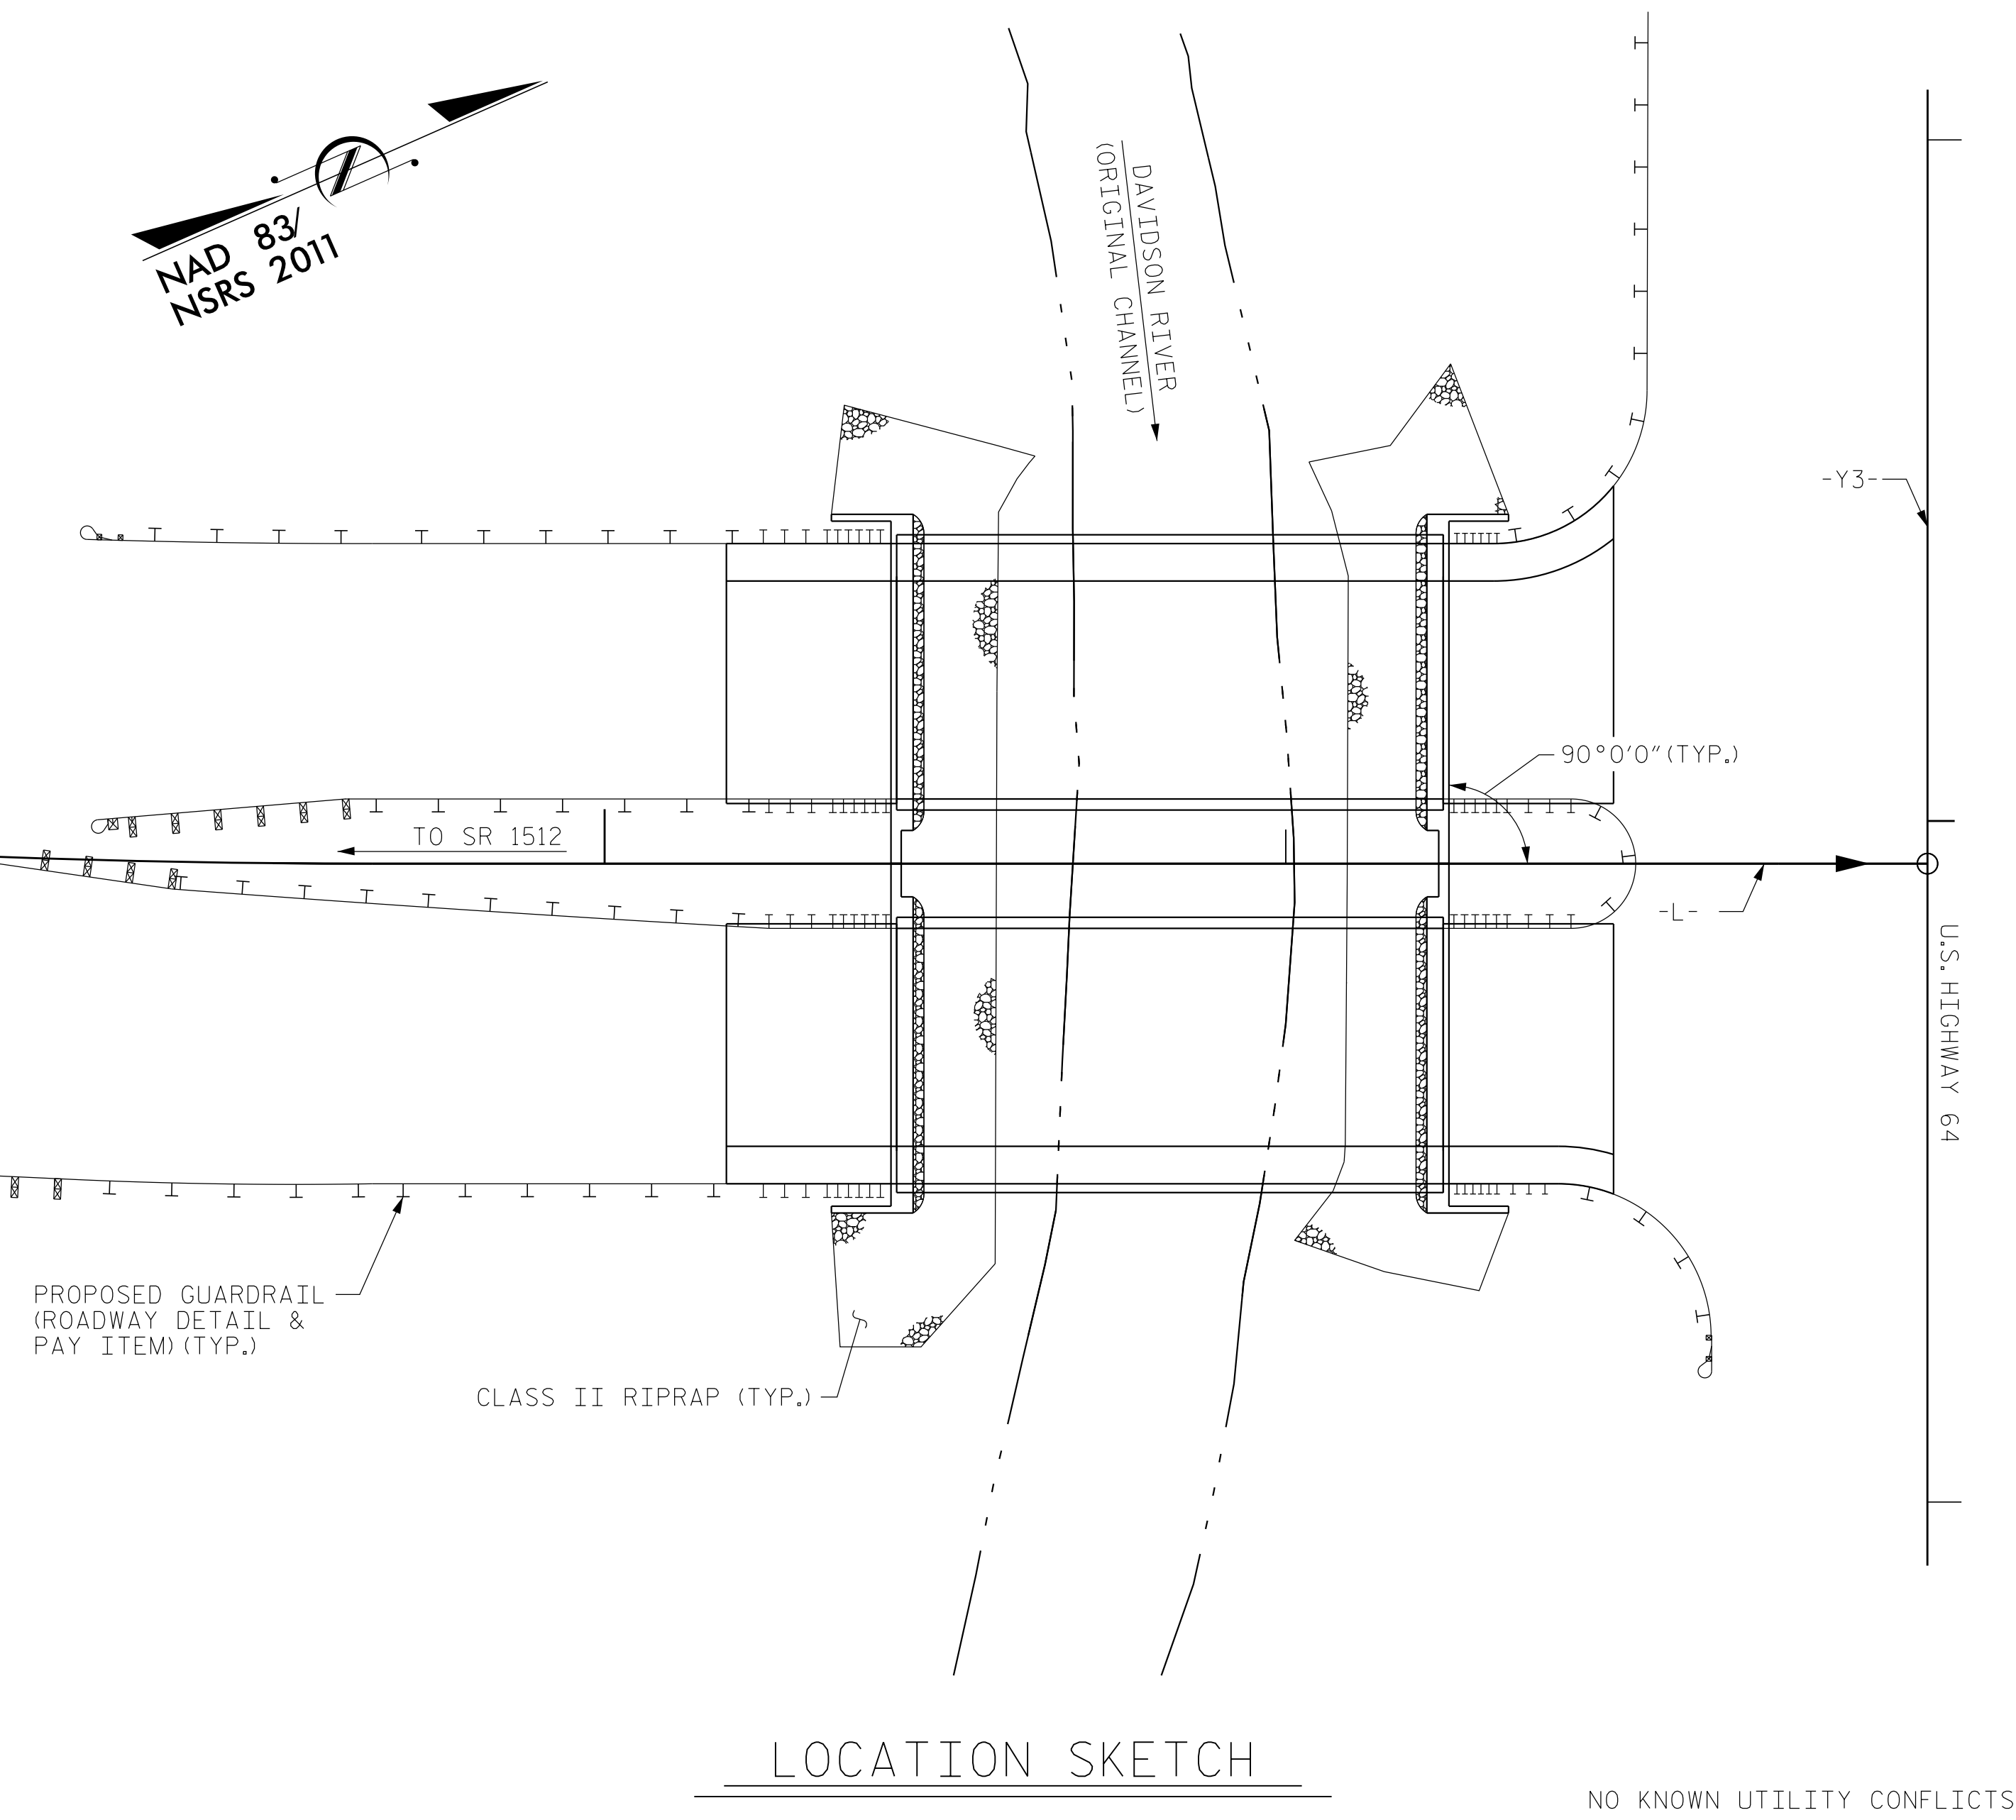 NAD 83/
NSRS 2011
DAVIDSON RIVER
(ORIGINAL CHANNEL)
-Y3-
90°0'0"(TYP.)
TO SR 1512
-L-
U.S. HIGHWAY 64
PROPOSED GUARDRAIL
(ROADWAY DETAIL &
PAY ITEM)(TYP.)
CLASS II RIPRAP (TYP.)
LOCATION SKETCH
NO KNOWN UTILITY CONFLICTS